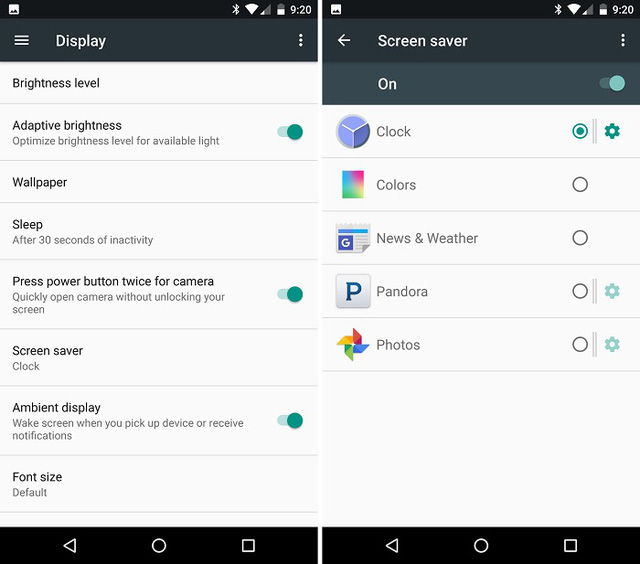 9:20
Display
Brightness level
Adaptive brightness
Optimize brightness level for available light
Wallpaper
Sleep
After 30 seconds of inactivity
Press power button twice for camera
Quickly open camera without unlocking your
screen
Screen saver
Clock
Ambient display
Wake screen when you pick up device or receive
notifications
Font size
Default
9:20
Screen saver
On
Clock
Colors
G
News & Weather
P
Pandora
Photos